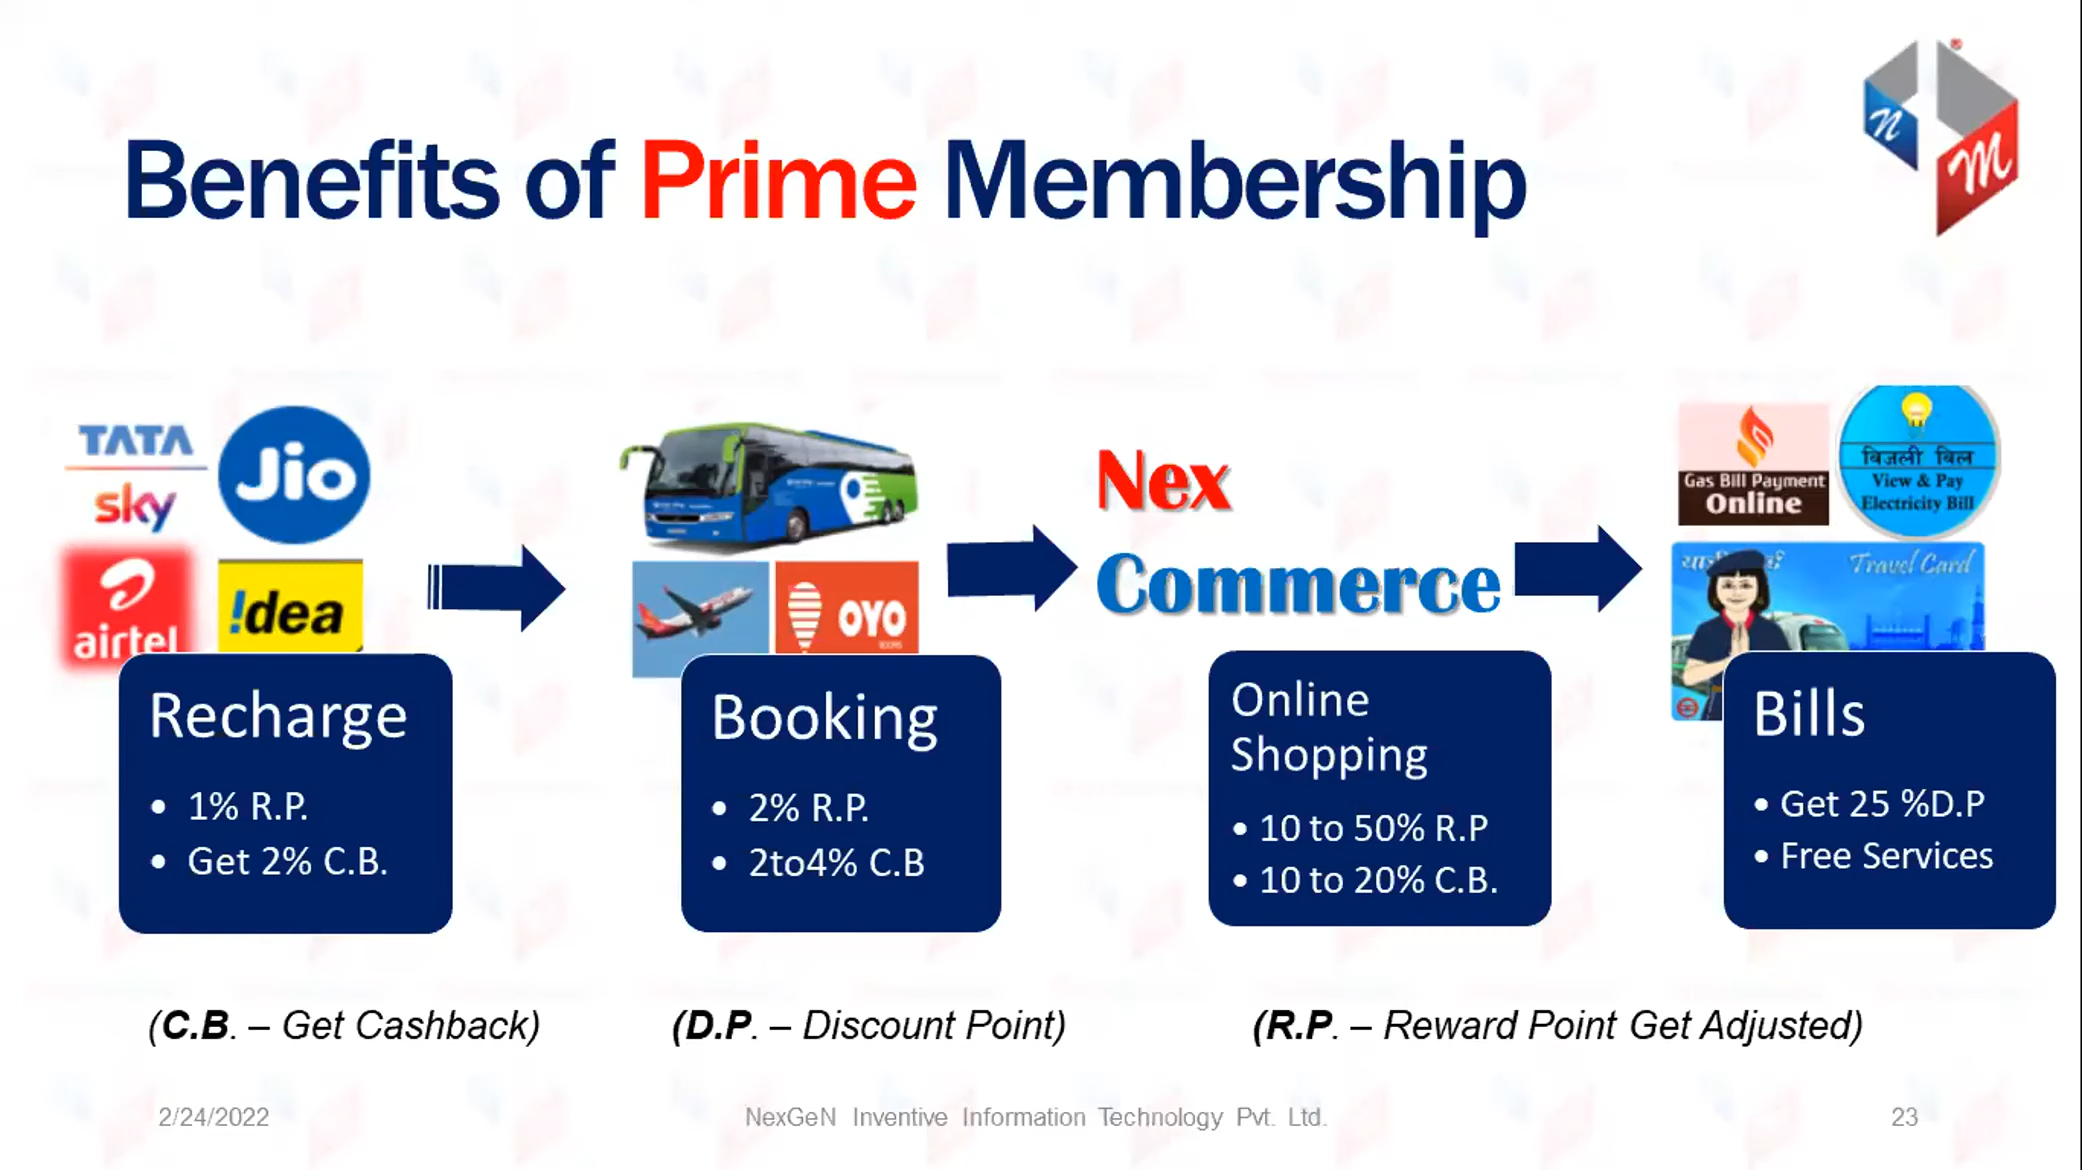 Benefits of Prime Membership
n
M
TATA
sky
Jio
airtel
!dea
OYO
ROOMS
Nex
Commerce
Gas Bill Payment
Online
बिजली बिल
View & Pay
Electricity Bill
Travel Card
Recharge
• 1% R.P.
• Get 2% C.B.
Booking
• 2% R.P.
• 2to4% C.B
Online
Shopping
• 10 to 50% R.P
• 10 to 20% C.B.
Bills
• Get 25 %D.P
• Free Services
(C.B. – Get Cashback)
(D.P. – Discount Point)
(R.P. – Reward Point Get Adjusted)
2/24/2022
NexGeN Inventive Information Technology Pvt. Ltd.
23